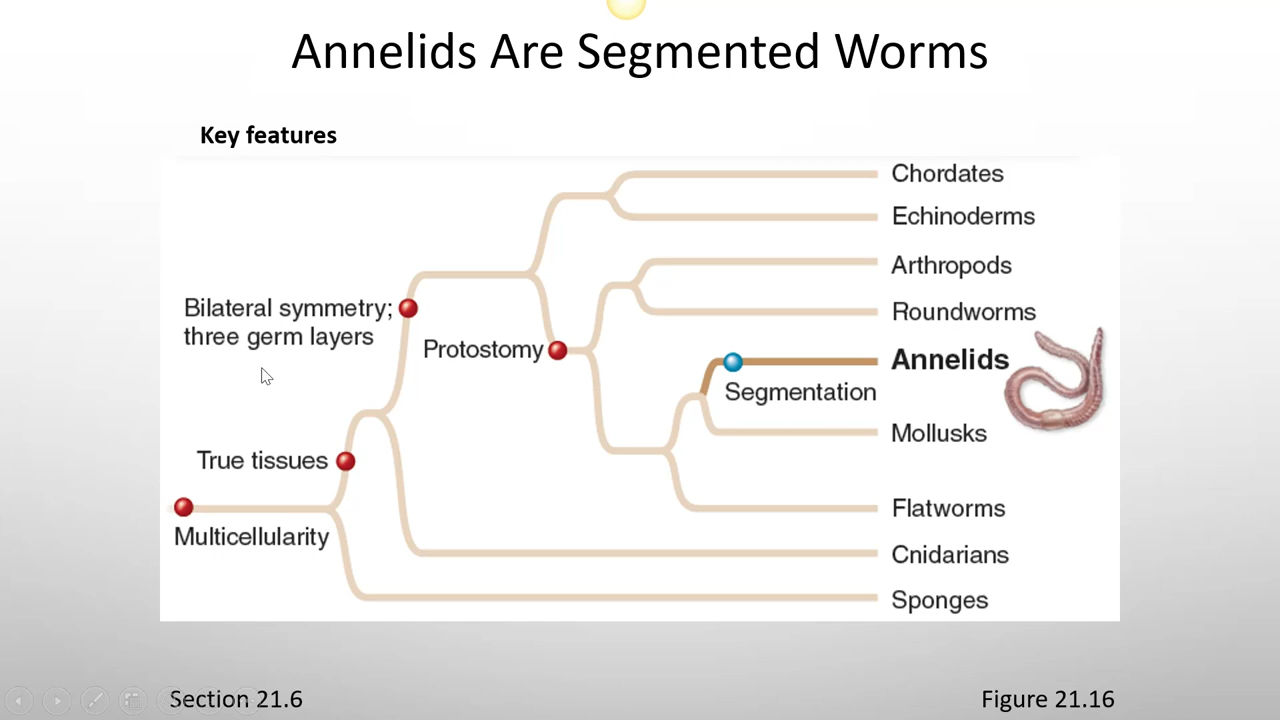 Annelids Are Segmented Worms
Key features
Chordates
Echinoderms
Arthropods
Roundworms
Bilateral symmetry;
three germ layers
Protostomy
Annelids
Segmentation
Mollusks
True tissues
Flatworms
Multicellularity
Cnidarians
Sponges
Section 21.6
Figure 21.16